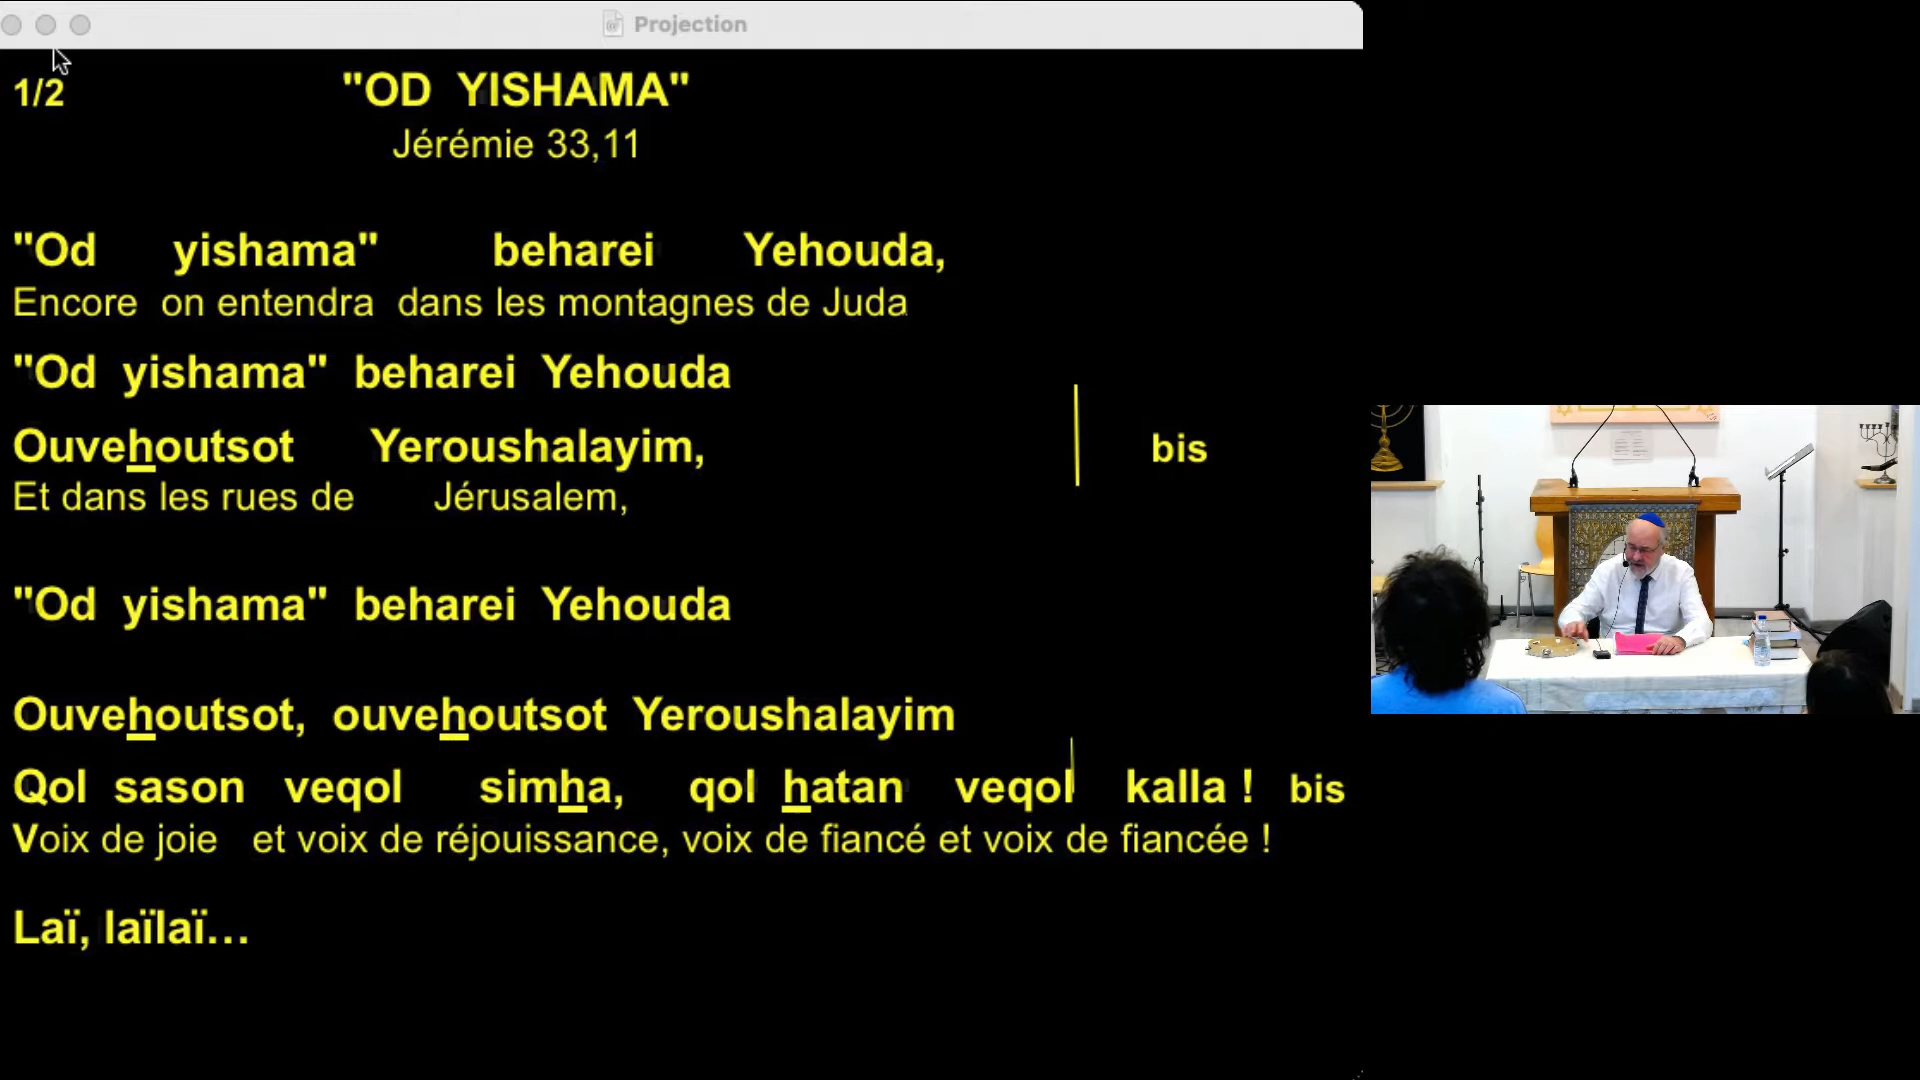 Projection
1/2 "OD YISHAMA"
Jérémie 33,11
"Od yishama" beharei Yehouda,
Encore on entendra dans les montagnes de Juda
"Od yishama" beharei Yehouda
Ouvehoutsot Yeroushalayim, bis
Et dans les rues de Jérusalem,
"Od yishama" beharei Yehouda
Ouvehoutsot, ouvehoutsot Yeroushalayim
Qol sason veqol simha, qol hatan veqol kalla ! bis
Voix de joie et voix de réjouissance, voix de fiancé et voix de fiancée !
Laï, laïlaï...